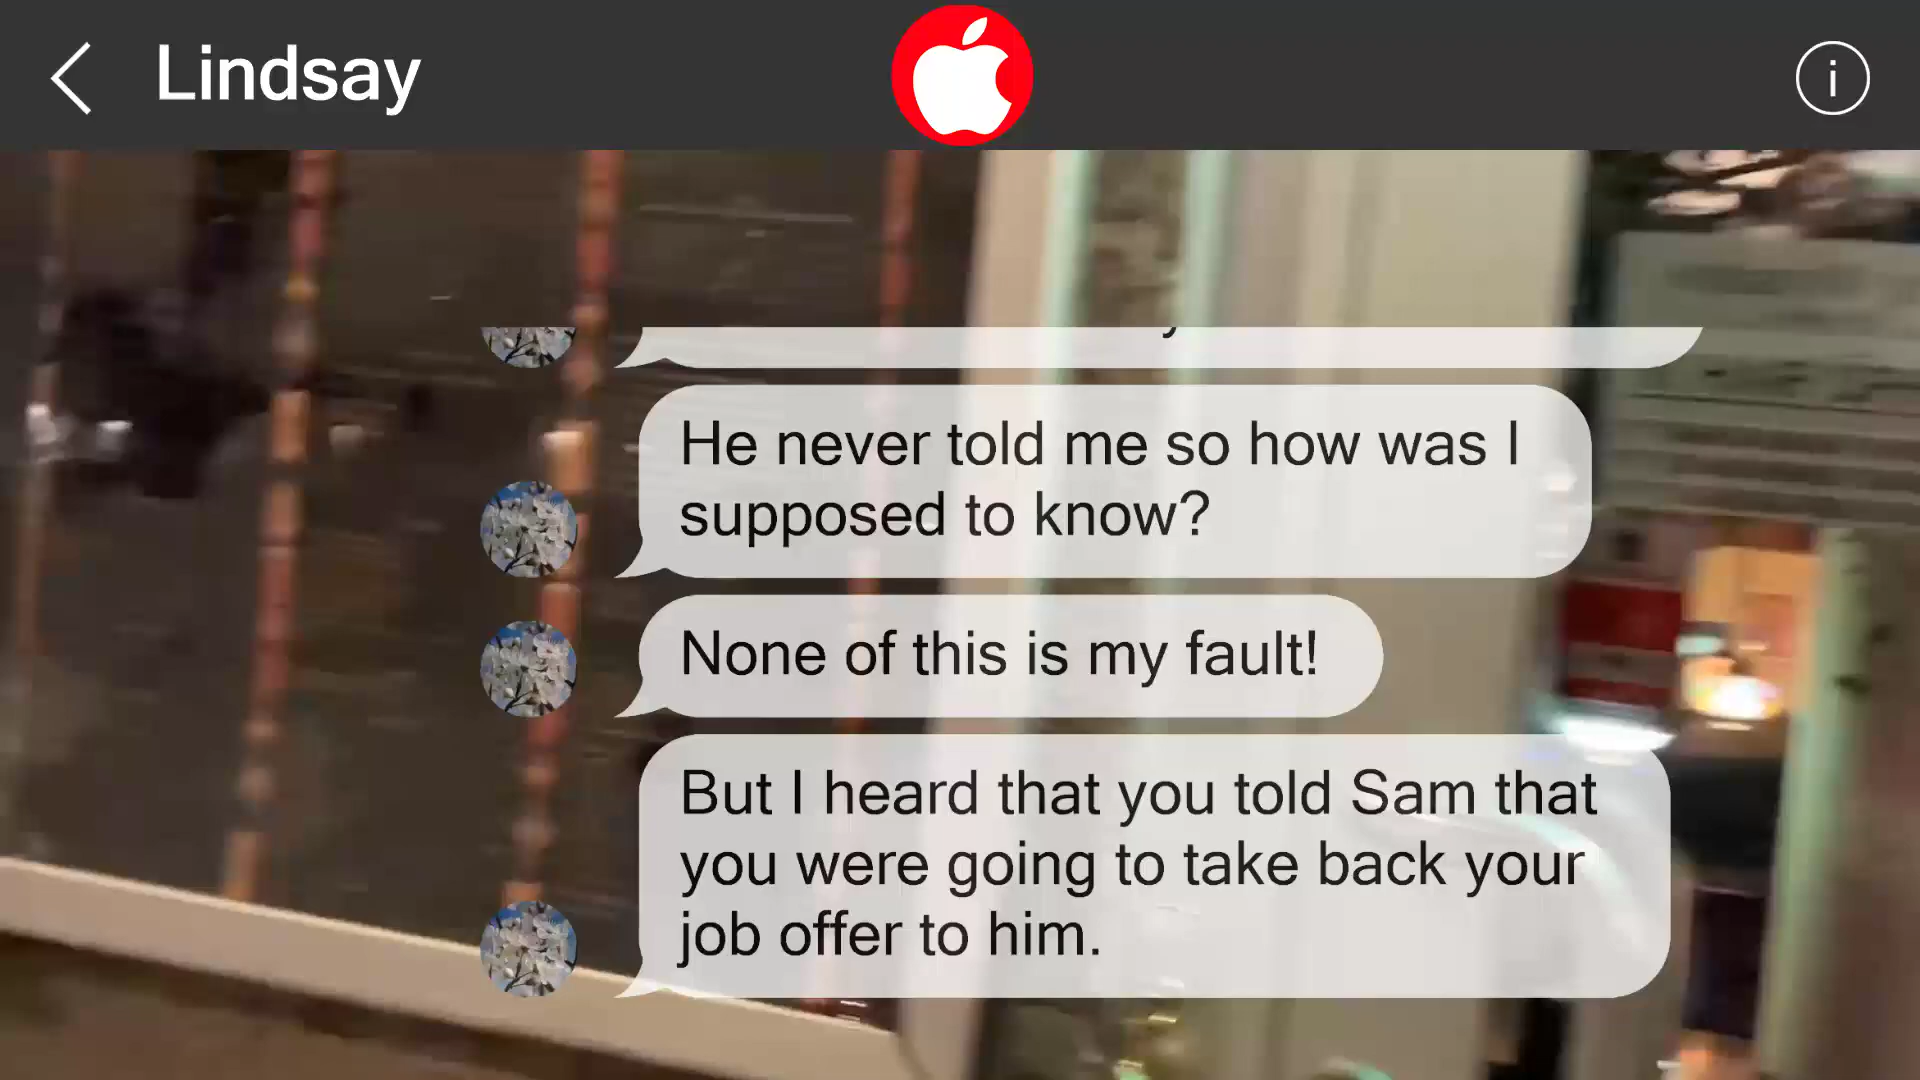 Lindsay
He never told me so how was I
supposed to know?
None of this is my fault!
But I heard that you told Sam that
you were going to take back your
job offer to him.